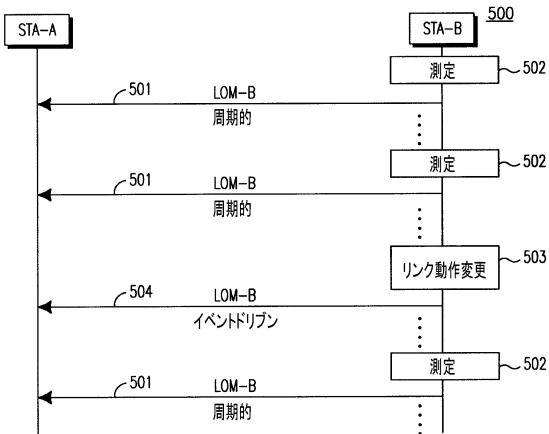 500
STA-A
STA-B
測定
502
501
LOM-B
周期的
測定
502
501
LOM-B
周期的
リンク動作変更
503
504
LOM-B
イベントドリブン
測定
502
501
LOM-B
周期的